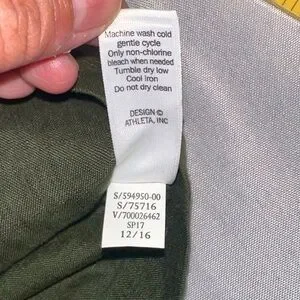 Machine wash cold
gentle cycle
Only non-chlorine
bleach when needed
Tumble dry low
Cool iron
Do not dry clean
DESIGN ©
ATHLETA, INC
S/594950-00
S/75716
V/700026462
SP17
12/16